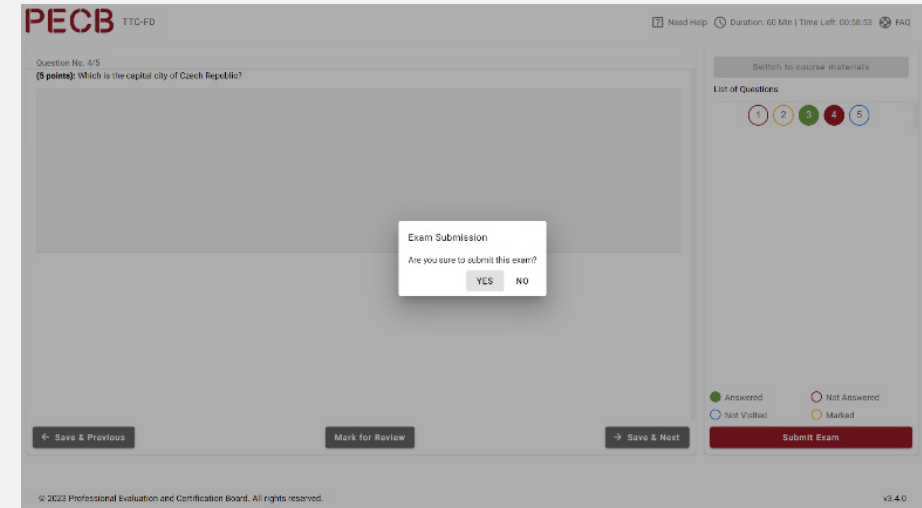 PECB TTC-FD
Need Help Duration: 60 Min | Time Left: 00:58:53 FAQ
Question No. 4/5
(5 points): Which is the capital city of Czech Republic?
Switch to course materials
List of Questions
1 2 3 4 5
Exam Submission
Are you sure to submit this exam?
YES NO
Answered Not Answered
Not Visited Marked
← Save & Previous Mark for Review → Save & Next Submit Exam
© 2023 Professional Evaluation and Certification Board. All rights reserved. v3.4.0